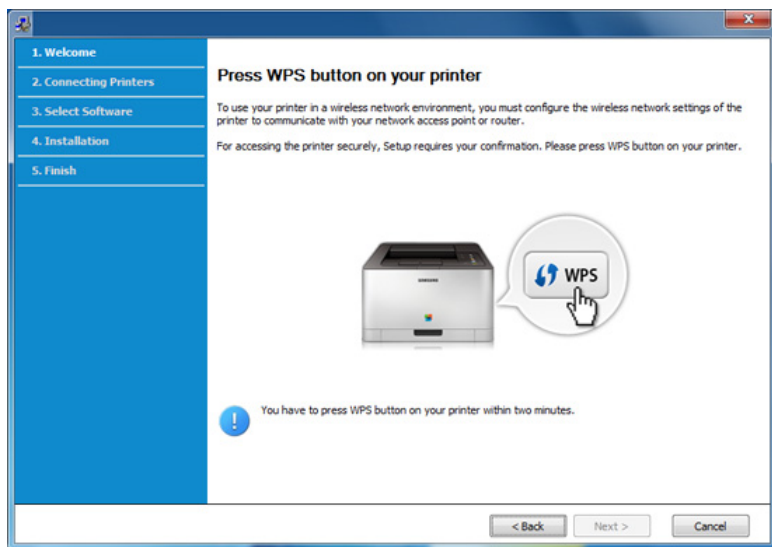 1. Welcome
2. Connecting Printers
3. Select Software
4. Installation
5. Finish
Press WPS button on your printer
To use your printer in a wireless network environment, you must configure the wireless network settings of the
printer to communicate with your network access point or router.
For accessing the printer securely, Setup requires your confirmation. Please press WPS button on your printer.
SAMSUNG
WPS
You have to press WPS button on your printer within two minutes.
< Back
Next >
Cancel